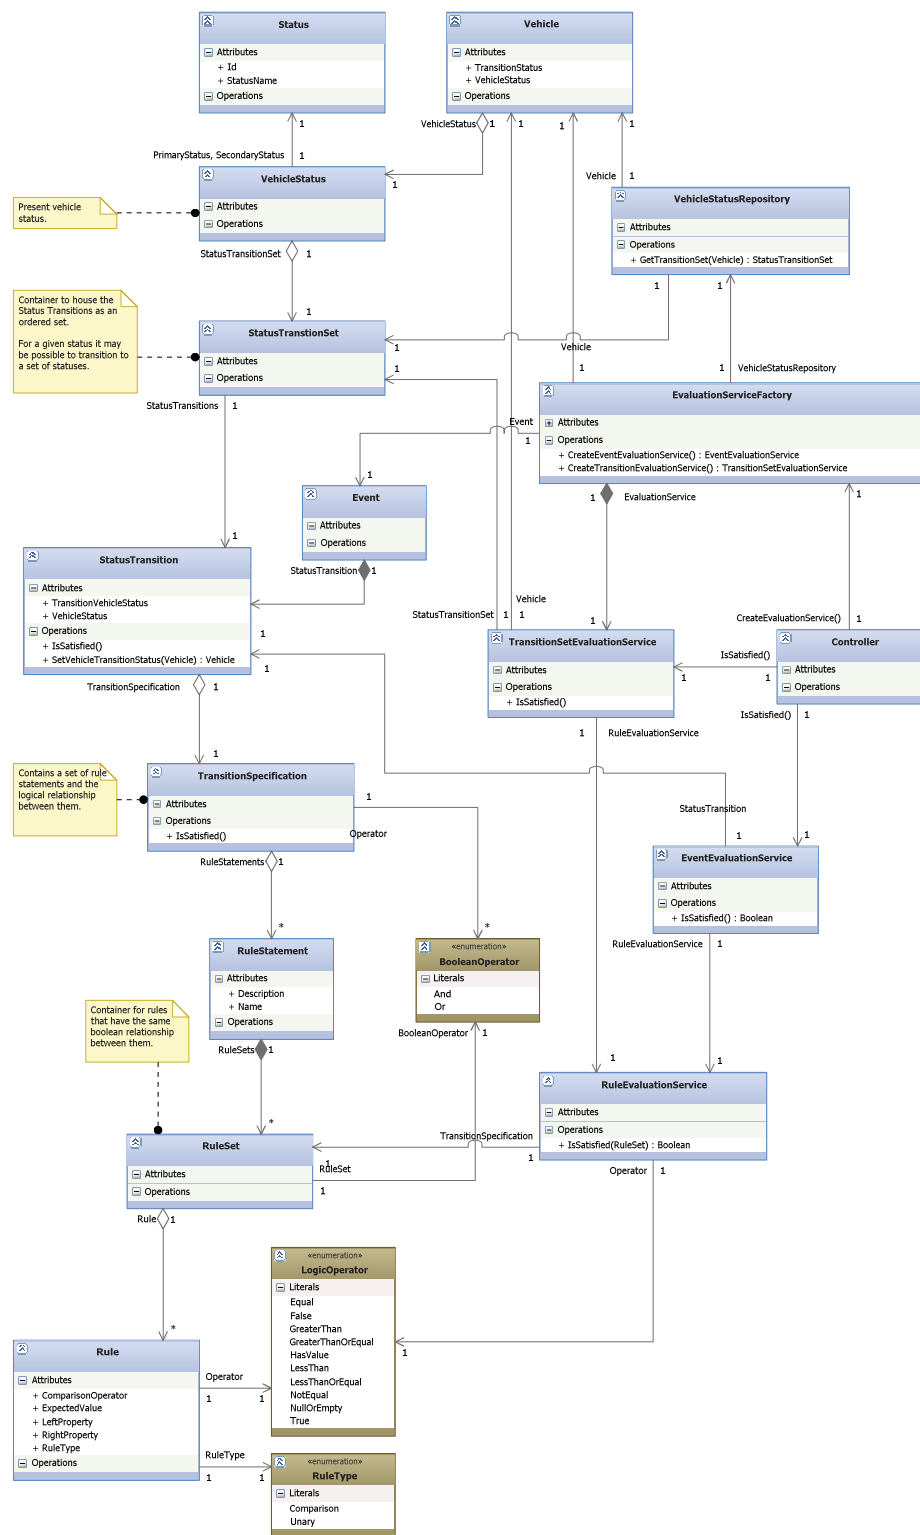 Status
Attributes
+ Id
+ StatusName
Operations
Vehicle
Attributes
+ TransitionStatus
+ VehicleStatus
Operations
1
VehicleStatus
1
1
1
1
PrimaryStatus, SecondaryStatus
1
VehicleStatus
Attributes
Operations
1
Vehicle
1
Present vehicle
status.
VehicleStatusRepository
Attributes
Operations
+ GetTransitionSet(Vehicle) : StatusTransitionSet
StatusTransitionSet
1
1
1
Container to house the
Status Transitions as an
ordered set.
For a given status it may
be possible to transition to
a set of statuses.
1
StatusTranstionSet
Attributes
Operations
1
Vehicle
1
1
1
VehicleStatusRepository
StatusTransitions
1
EvaluationServiceFactory
Attributes
Operations
+ CreateEventEvaluationService() : EventEvaluationService
+ CreateTransitionEvaluationService() : TransitionSetEvaluationService
Event
1
1
Event
Attributes
Operations
1
EvaluationService
1
1
StatusTransition
Attributes
+ TransitionVehicleStatus
+ VehicleStatus
Operations
+ IsSatisfied()
+ SetVehicleTransitionStatus(Vehicle) : Vehicle
StatusTransition
1
Vehicle
StatusTransitionSet
1
1
1
CreateEvaluationService()
1
1
1
TransitionSetEvaluationService
Attributes
Operations
+ IsSatisfied()
IsSatisfied()
1
1
Controller
Attributes
Operations
TransitionSpecification
1
1
IsSatisfied()
1
1
RuleEvaluationService
Contains a set of rule
statements and the
logical relationship
between them.
TransitionSpecification
Attributes
Operations
+ IsSatisfied()
1
Operator
StatusTransition
1
1
RuleStatements
1
EventEvaluationService
Attributes
Operations
+ IsSatisfied() : Boolean
*
*
RuleStatement
Attributes
+ Description
+ Name
Operations
«enumeration»
BooleanOperator
Literals
And
Or
RuleEvaluationService
1
Container for rules
that have the same
boolean relationship
between them.
RuleSets
1
BooleanOperator
1
1
1
RuleEvaluationService
Attributes
Operations
+ IsSatisfied(RuleSet) : Boolean
*
RuleSet
Attributes
Operations
TransitionSpecification
1
1
RuleSet
1
Operator
1
Rule
1
*
«enumeration»
LogicOperator
Literals
Equal
False
GreaterThan
GreaterThanOrEqual
HasValue
LessThan
LessThanOrEqual
NotEqual
NullOrEmpty
True
1
Rule
Attributes
+ ComparisonOperator
+ ExpectedValue
+ LeftProperty
+ RightProperty
+ RuleType
Operations
Operator
1
1
RuleType
1
1
«enumeration»
RuleType
Literals
Comparison
Unary